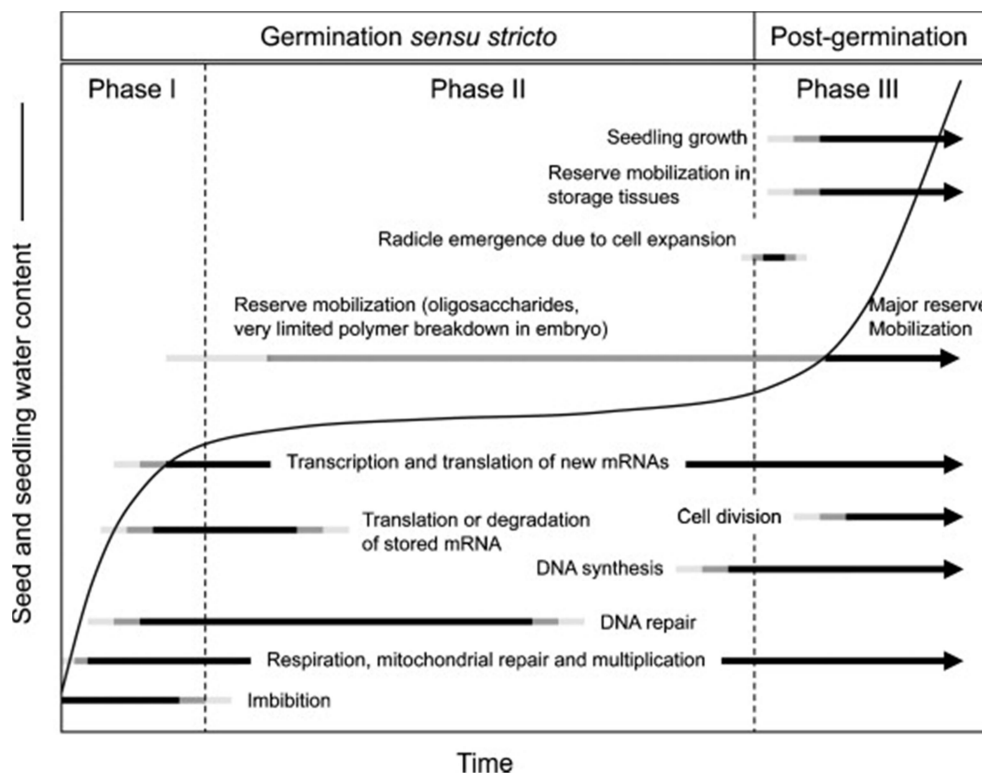 Germination sensu stricto
Post-germination
Phase I
Phase II
Phase III
Seedling growth
Reserve mobilization in
storage tissues
Radicle emergence due to cell expansion
Reserve mobilization (oligosaccharides,
very limited polymer breakdown in embryo)
Major reserve
Mobilization
Transcription and translation of new mRNAs
Translation or degradation
of stored mRNA
Cell division
DNA synthesis
DNA repair
Respiration, mitochondrial repair and multiplication
Imbibition
Seed and seedling water content
Time